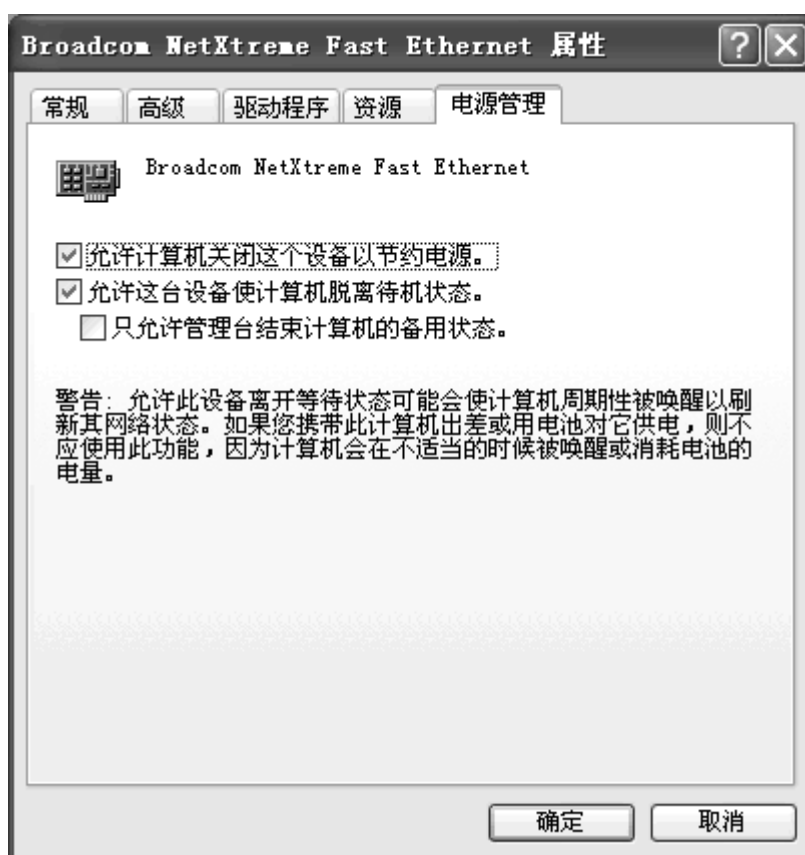 Broadcom NetXtreme Fast Ethernet 属性
常规 高级 驱动程序 资源 电源管理
Broadcom NetXtreme Fast Ethernet
允许计算机关闭这个设备以节约电源。
允许这台设备使计算机脱离待机状态。
只允许管理台结束计算机的备用状态。
警告: 允许此设备离开等待状态可能会使计算机周期性被唤醒以刷
新其网络状态。如果您携带此计算机出差或用电池对它供电,则不
应使用此功能,因为计算机会在不适当的时候被唤醒或消耗电池的
电量。
确定 取消